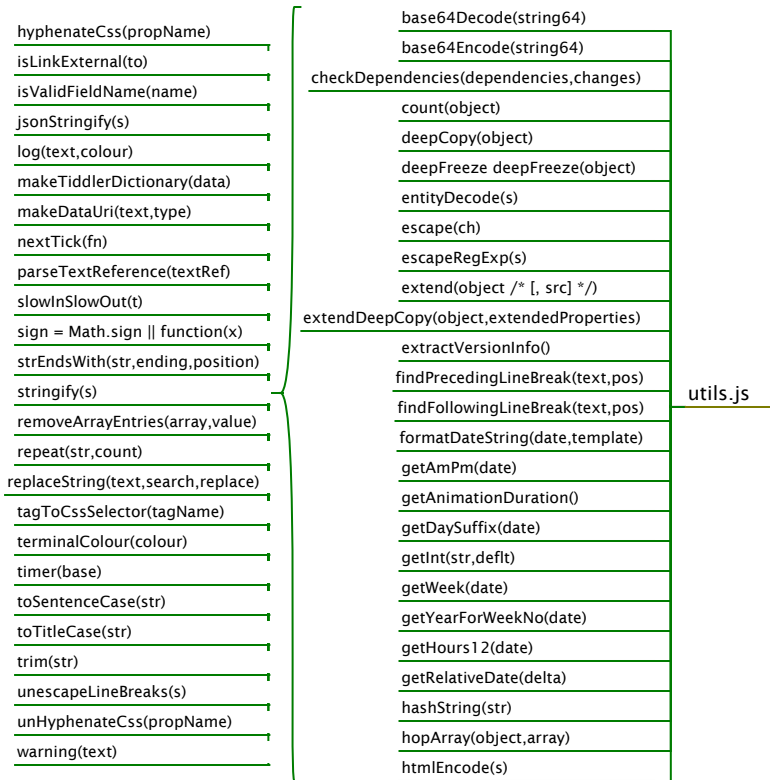 hyphenateCss(propName)
isLinkExternal(to)
isValidFieldName(name)
jsonStringify(s)
log(text,colour)
makeTiddlerDictionary(data)
makeDataUri(text,type)
nextTick(fn)
parseTextReference(textRef)
slowInSlowOut(t)
sign = Math.sign || function(x)
strEndsWith(str,ending,position)
stringify(s)
removeArrayEntries(array,value)
repeat(str,count)
replaceString(text,search,replace)
tagToCssSelector(tagName)
terminalColour(colour)
timer(base)
toSentenceCase(str)
toTitleCase(str)
trim(str)
unescapeLineBreaks(s)
unHyphenateCss(propName)
warning(text)
base64Decode(string64)
base64Encode(string64)
checkDependencies(dependencies,changes)
count(object)
deepCopy(object)
deepFreeze deepFreeze(object)
entityDecode(s)
escape(ch)
escapeRegExp(s)
extend(object /* [, src] */)
extendDeepCopy(object,extendedProperties)
extractVersionInfo()
findPrecedingLineBreak(text,pos)
findFollowingLineBreak(text,pos)
formatDateString(date,template)
getAmPm(date)
getAnimationDuration()
getDaySuffix(date)
getInt(str,deflt)
getWeek(date)
getYearForWeekNo(date)
getHours12(date)
getRelativeDate(delta)
hashString(str)
hopArray(object,array)
htmlEncode(s)
utils.js